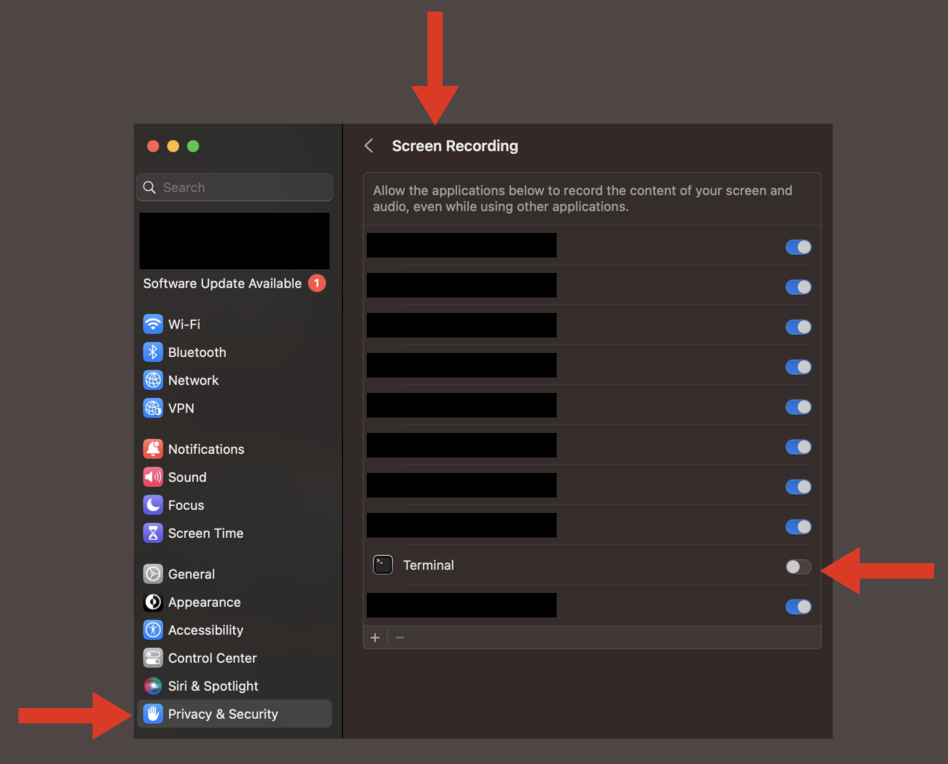 Screen Recording
Search
Allow the applications below to record the content of your screen and
audio, even while using other applications.
Software Update Available 1
Wi-Fi
Bluetooth
Network
VPN
Notifications
Sound
Focus
Screen Time
General
Appearance
Accessibility
Control Center
Siri & Spotlight
Privacy & Security
Terminal